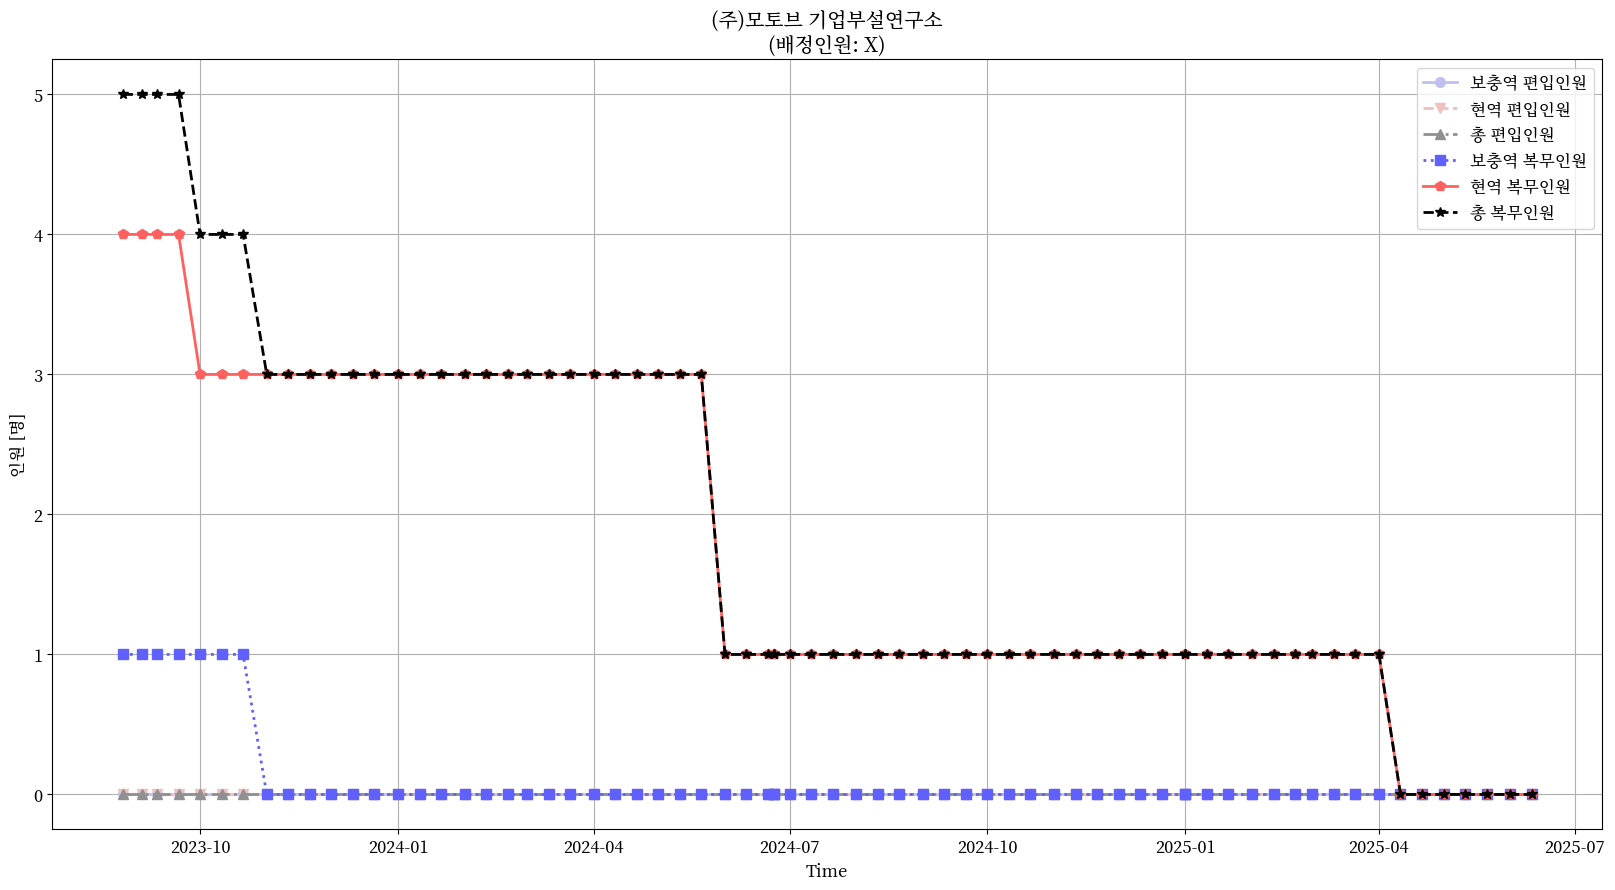 (주)모토브 기업부설연구소
(배정인원: X)
보충역 편입인원
현역 편입인원
총 편입인원
보충역 복무인원
현역 복무인원
총 복무인원
인원 [명]
5
4
3
2
1
0
2023-10
2024-01
2024-04
2024-07
2024-10
2025-01
2025-04
2025-07
Time